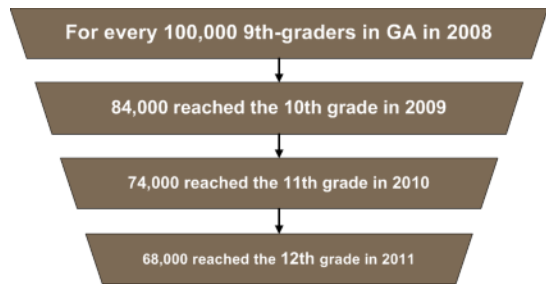 For every 100,000 9th-graders in GA in 2008
84,000 reached the 10th grade in 2009
74,000 reached the 11th grade in 2010
68,000 reached the 12th grade in 2011